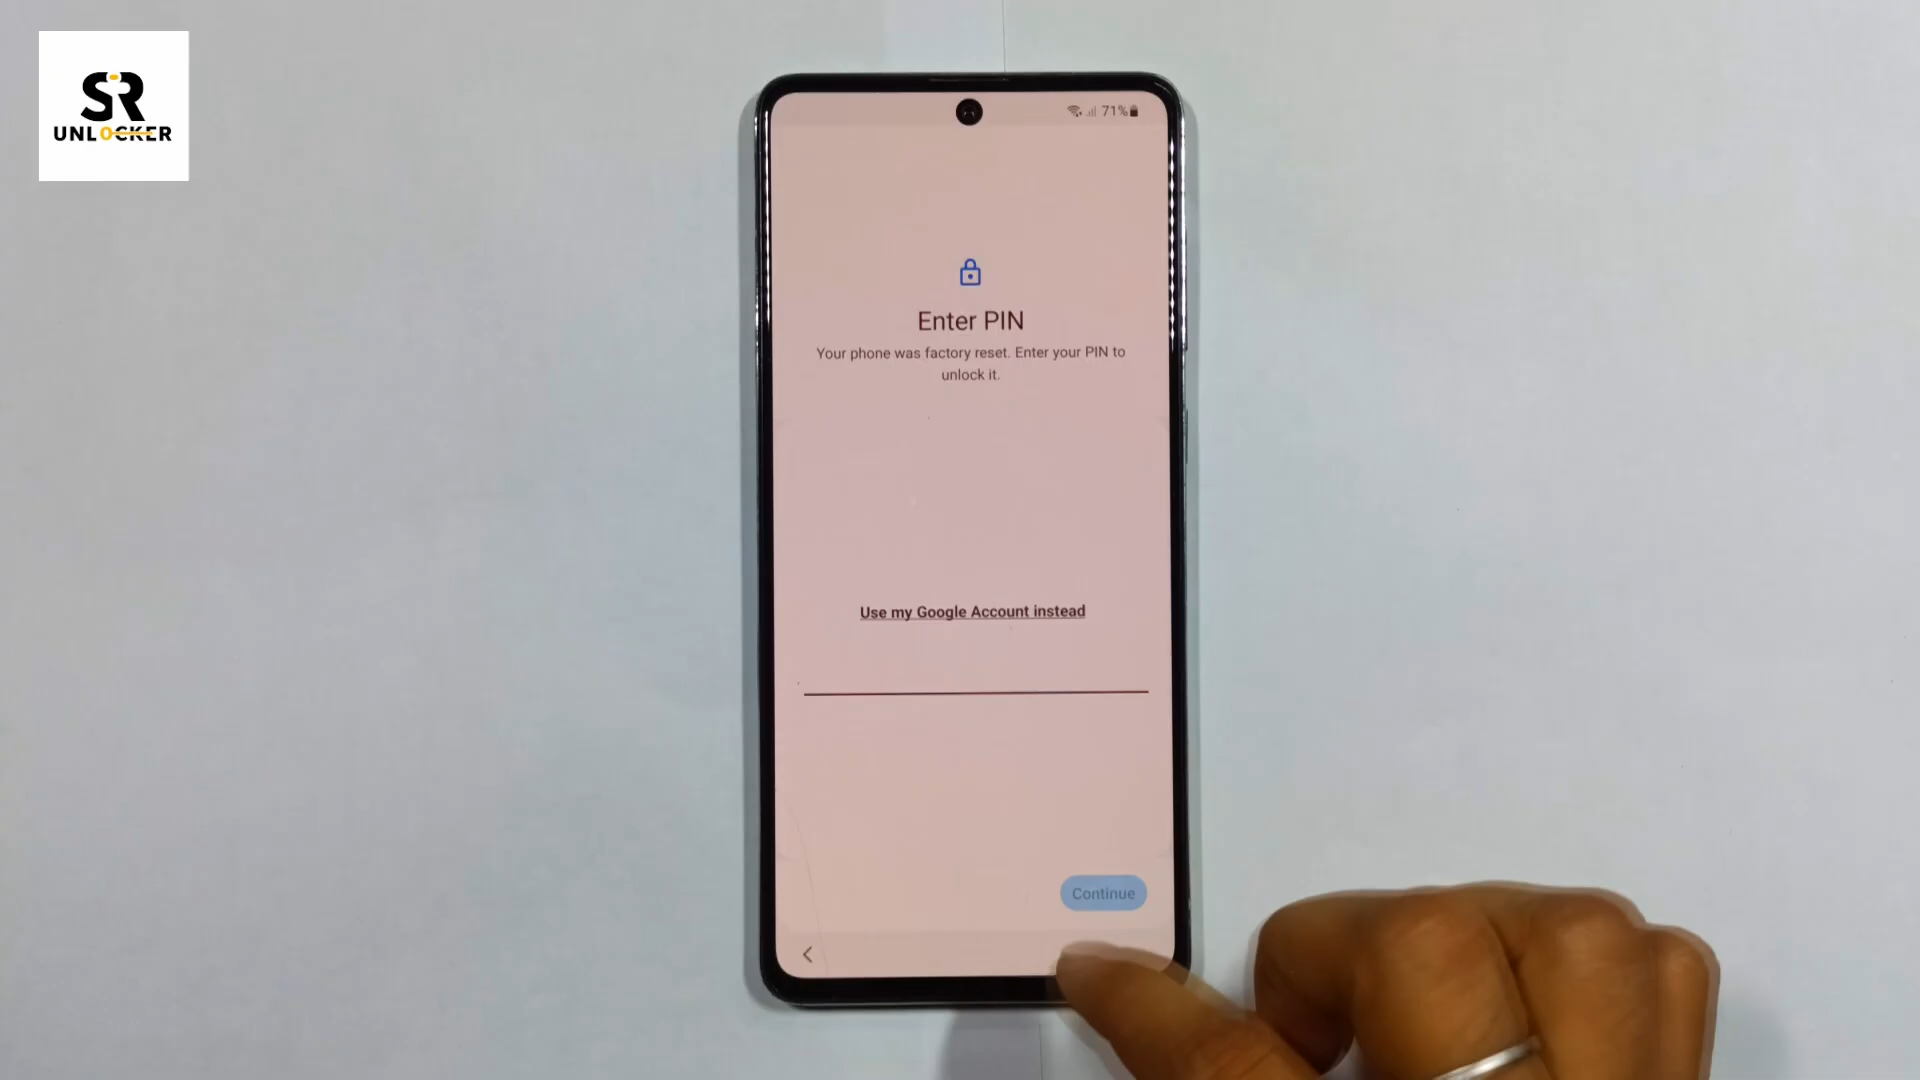 SR
UNLOCKER
71%
Enter PIN
Your phone was factory reset. Enter your PIN to
unlock it.
Use my Google Account instead
Continue